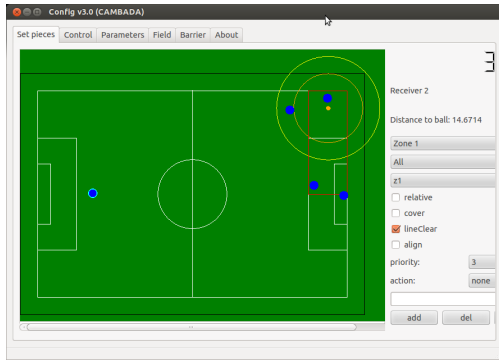 Config v3.0 (CAMBADA)
Set pieces Control Parameters Field Barrier About
3
Receiver 2
Distance to ball: 14.6714
Zone 1
All
z1
relative
cover
lineClear
align
priority: 3
action: none
add del